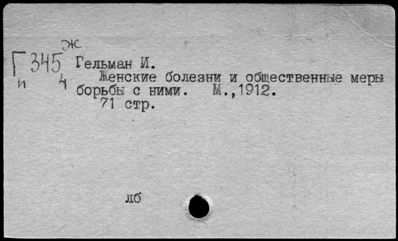 Ж
Г 345 Гельман И.
и 4 Женские болезни и общественные меры
борьбы с ними. М.,1912.
71 стр.
лб